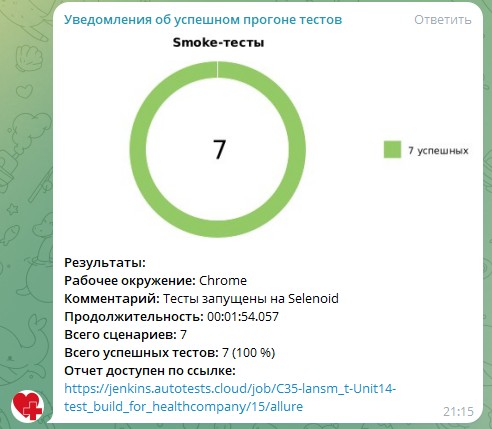 Уведомления об успешном прогоне тестов
Ответить
Smoke-тесты
7
7 успешных
Результаты:
Рабочее окружение: Chrome
Комментарий: Тесты запущены на Selenoid
Продолжительность: 00:01:54.057
Всего сценариев: 7
Всего успешных тестов: 7 (100 %)
Отчет доступен по ссылке:
https://jenkins.autotests.cloud/job/C35-lansm_t-Unit14-
test_build_for_healthcompany/15/allure
21:15